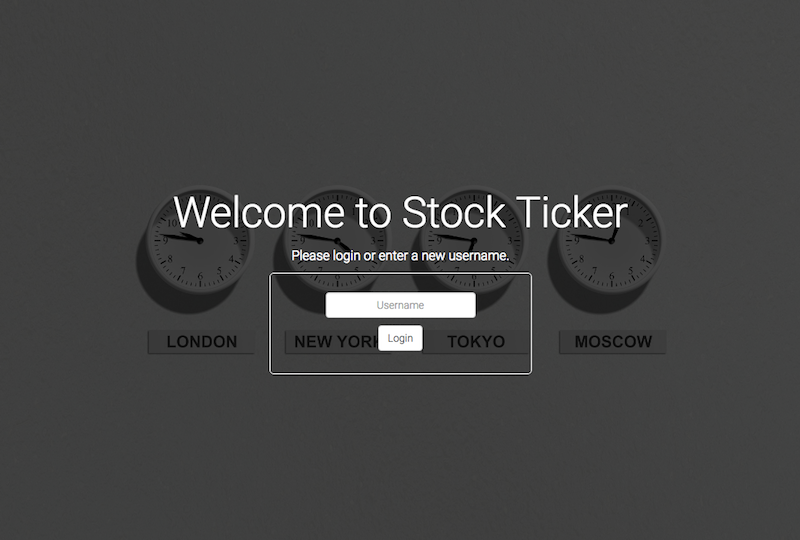 Welcome to Stock Ticker
Please login or enter a new username.
Username
Login
LONDON
NEW YORK
TOKYO
MOSCOW